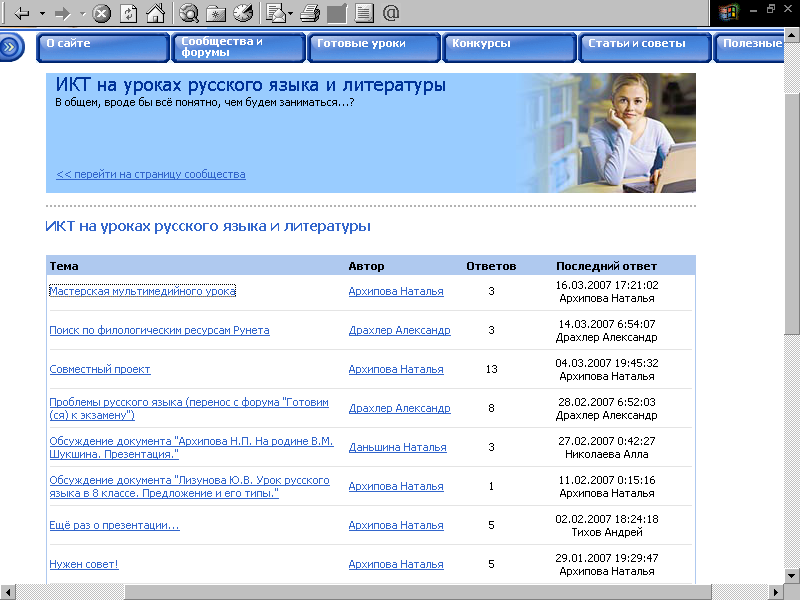 О сайте
Сообщества и
форумы
Готовые уроки
Конкурсы
Статьи и советы
Полезные
ИКТ на уроках русского языка и литературы
В общем, вроде бы всё понятно, чем будем заниматься...?
<< перейти на страницу сообщества
ИКТ на уроках русского языка и литературы
Тема Автор Ответов Последний ответ
Мастерская мультимедийного урока Архипова Наталья 3 16.03.2007 17:21:02
Архипова Наталья
Поиск по филологическим ресурсам Рунета Драхлер Александр 3 14.03.2007 6:54:07
Драхлер Александр
Совместный проект Архипова Наталья 13 04.03.2007 19:45:32
Архипова Наталья
Проблемы русского языка (перенос с форума "Готовим
(ся) к экзамену") Драхлер Александр 8 28.02.2007 6:52:03
Драхлер Александр
Обсуждение документа "Архипова Н.П. На родине В.М.
Шукшина. Презентация." Даньшина Наталья 3 27.02.2007 0:42:27
Николаева Алла
Обсуждение документа "Лизунова Ю.В. Урок русского
языка в 8 классе. Предложение и его типы." Архипова Наталья 1 11.02.2007 0:15:16
Архипова Наталья
Ещё раз о презентации... Архипова Наталья 5 02.02.2007 18:24:18
Тихов Андрей
Нужен совет! Архипова Наталья 5 29.01.2007 19:29:47
Архипова Наталья